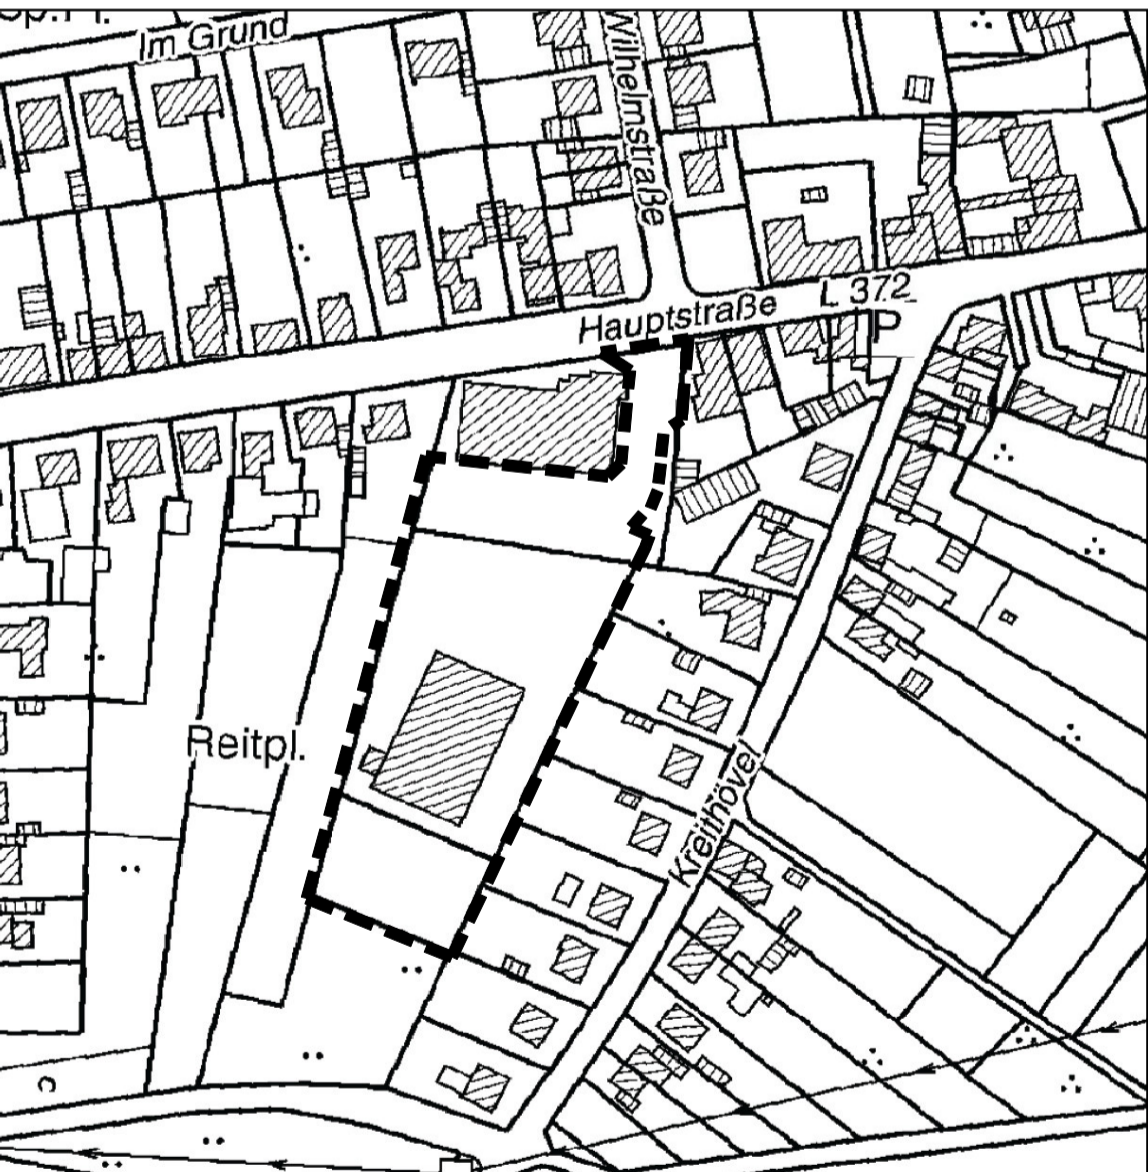 Im Grund
Wilhelmstraße
L 372
Hauptstraße
P
Reitpl.
Kreithövel